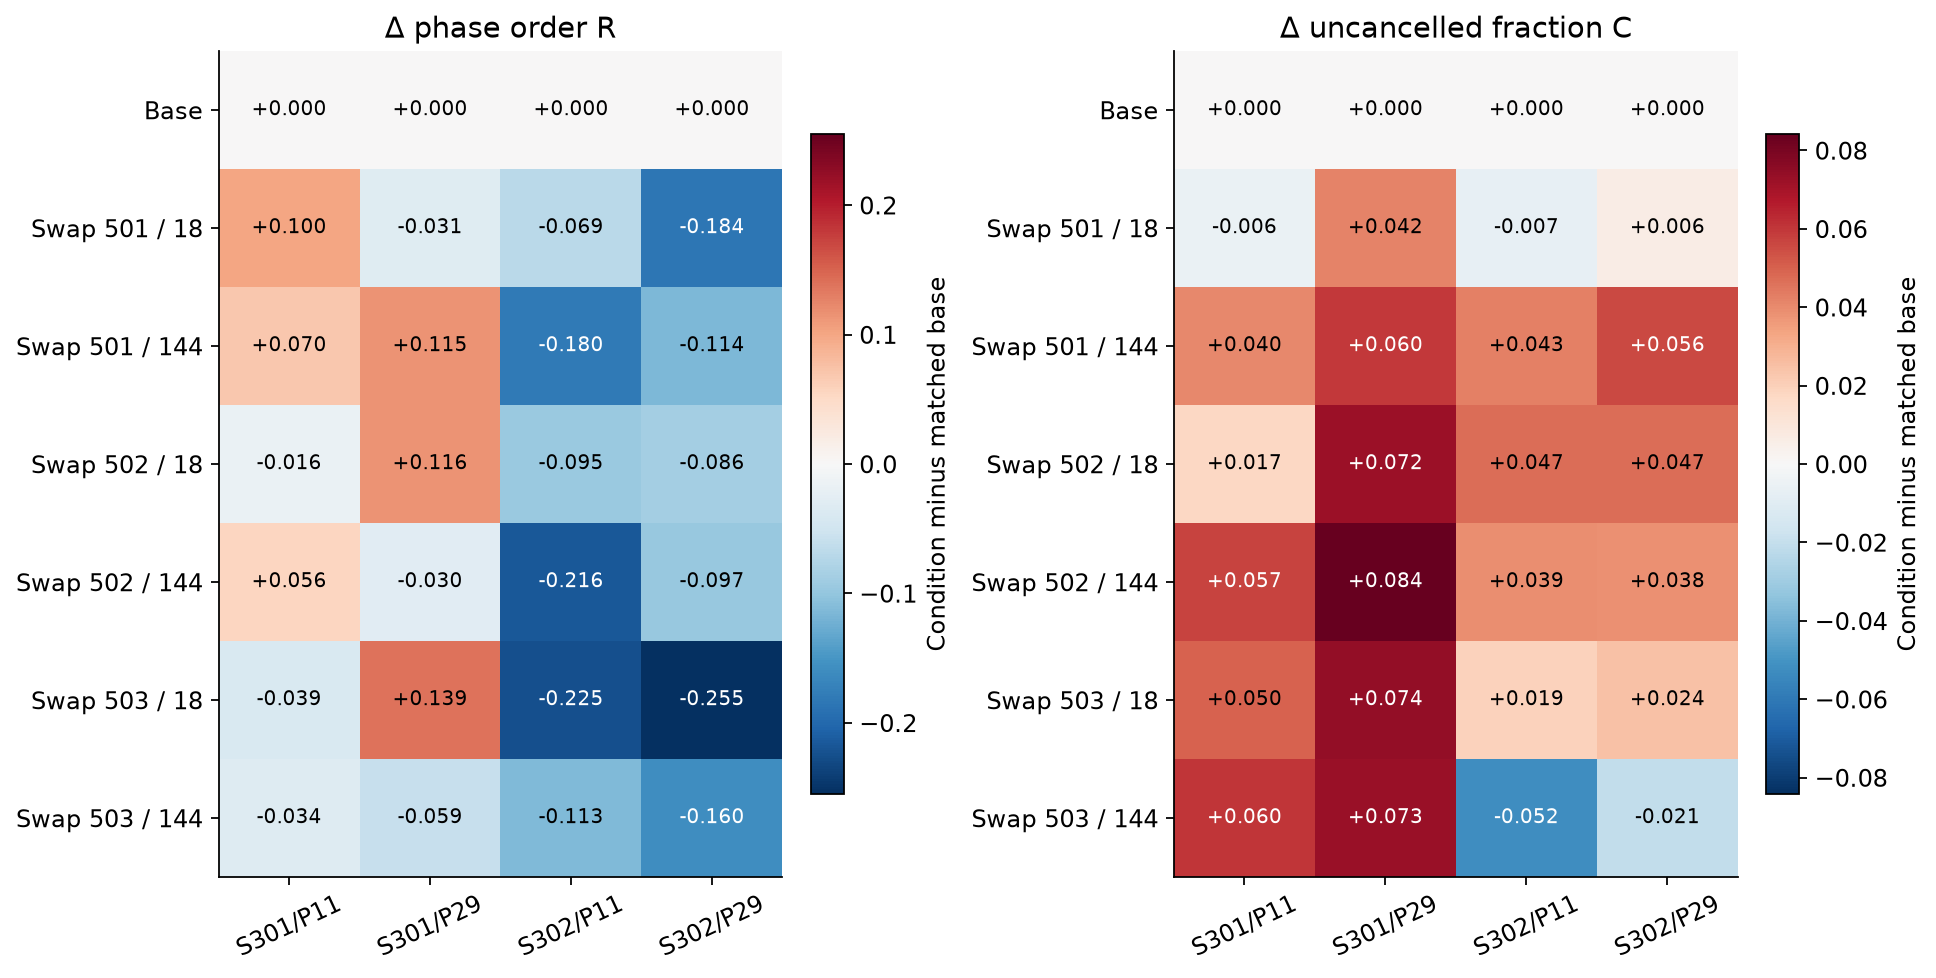 Δ phase order R
Base
+0.000 +0.000 +0.000 +0.000
Swap 501 / 18
+0.100 -0.031 -0.069 -0.184
Swap 501 / 144
+0.070 +0.115 -0.180 -0.114
Swap 502 / 18
-0.016 +0.116 -0.095 -0.086
Swap 502 / 144
+0.056 -0.030 -0.216 -0.097
Swap 503 / 18
-0.039 +0.139 -0.225 -0.255
Swap 503 / 144
-0.034 -0.059 -0.113 -0.160
S301/P11 S301/P29 S302/P11 S302/P29
0.2
0.1
0.0
−0.1
−0.2
Condition minus matched base
Δ uncancelled fraction C
Base
+0.000 +0.000 +0.000 +0.000
Swap 501 / 18
-0.006 +0.042 -0.007 +0.006
Swap 501 / 144
+0.040 +0.060 +0.043 +0.056
Swap 502 / 18
+0.017 +0.072 +0.047 +0.047
Swap 502 / 144
+0.057 +0.084 +0.039 +0.038
Swap 503 / 18
+0.050 +0.074 +0.019 +0.024
Swap 503 / 144
+0.060 +0.073 -0.052 -0.021
S301/P11 S301/P29 S302/P11 S302/P29
0.08
0.06
0.04
0.02
0.00
−0.02
−0.04
−0.06
−0.08
Condition minus matched base